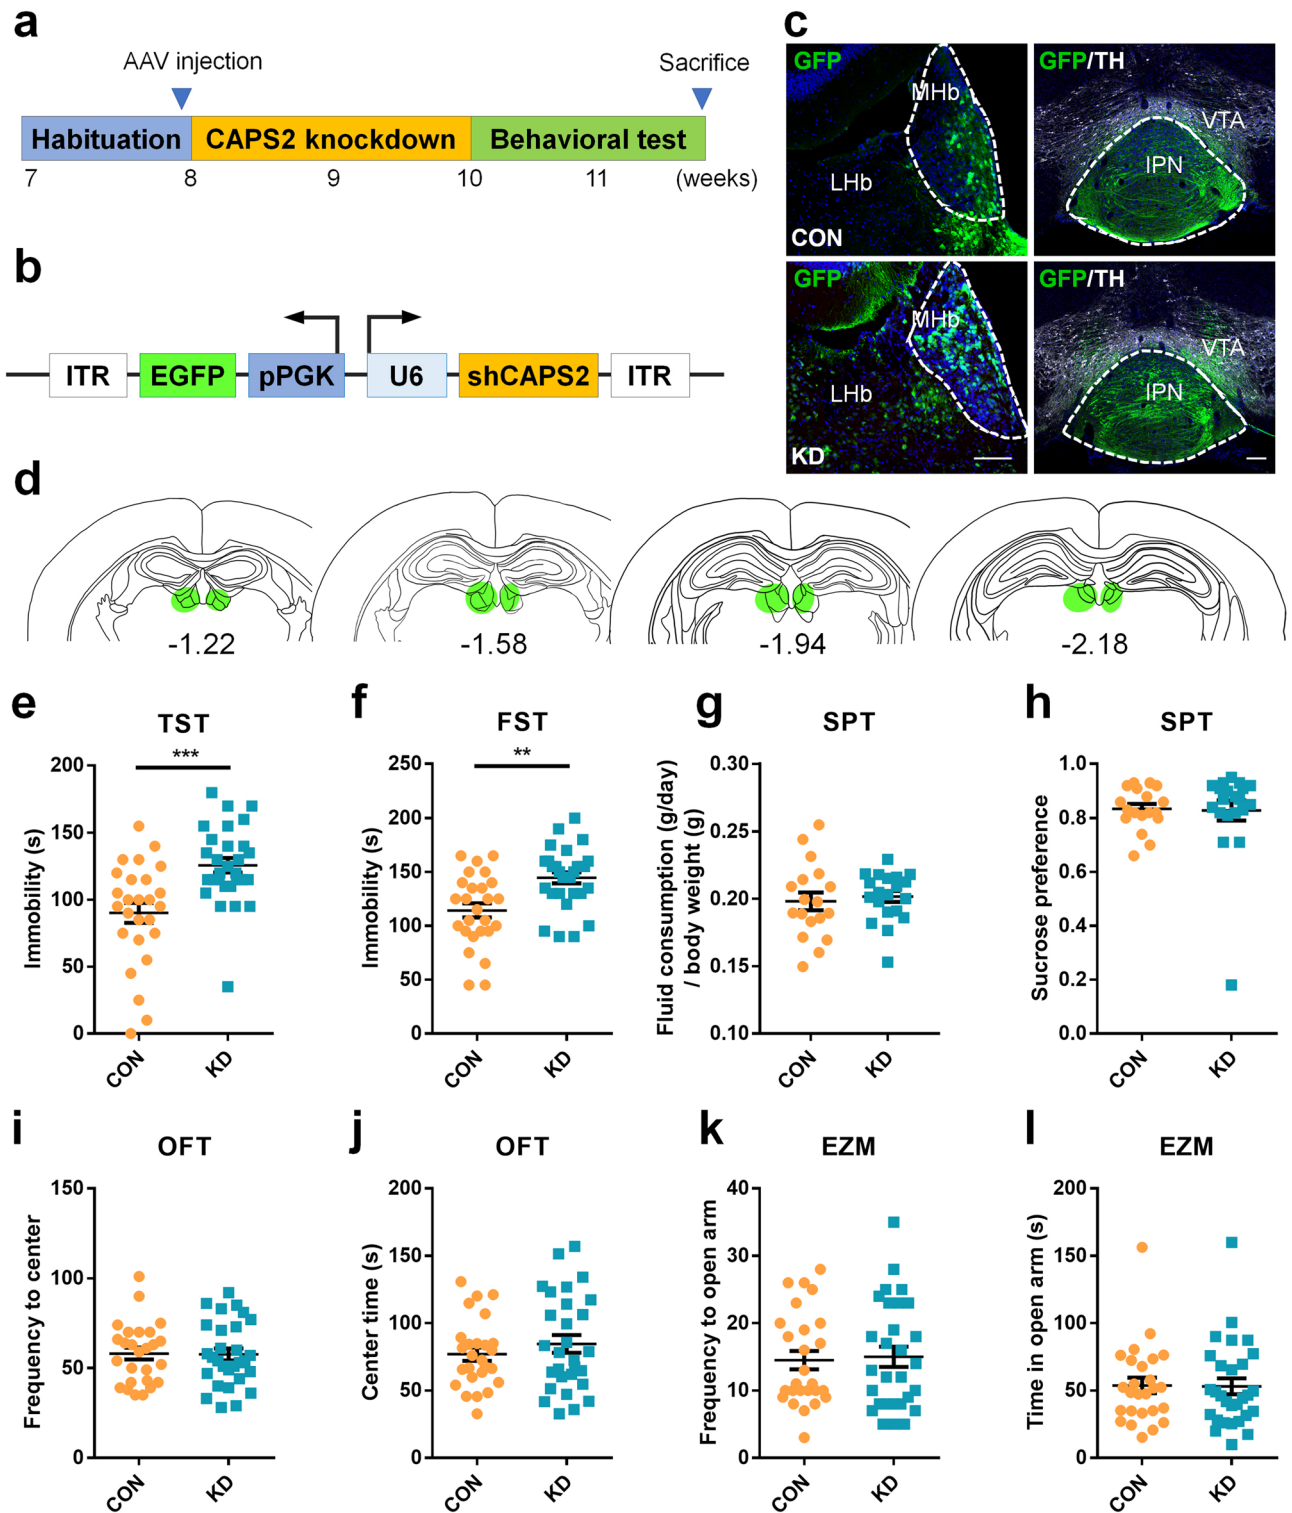 a
AAV injection
Sacrifice
Habituation
CAPS2 knockdown
Behavioral test
7
8
9
10
11
(weeks)
b
ITR
EGFP
pPGK
U6
shCAPS2
ITR
c
GFP
MHb
LHb
CON
GFP/TH
VTA
IPN
GFP
MHb
LHb
KD
GFP/TH
VTA
IPN
d
-1.22
-1.58
-1.94
-2.18
e
TST
***
Immobility (s)
200
150
100
50
0
CON
KD
f
FST
**
Immobility (s)
250
200
150
100
50
0
CON
KD
g
SPT
Fluid consumption (g/day)
/ body weight (g)
0.30
0.25
0.20
0.15
0.10
CON
KD
h
SPT
Sucrose preference
1.0
0.8
0.6
0.4
0.2
0.0
CON
KD
i
OFT
Frequency to center
150
100
50
0
CON
KD
j
OFT
Center time (s)
200
150
100
50
0
CON
KD
k
EZM
Frequency to open arm
40
30
20
10
0
CON
KD
l
EZM
Time in open arm (s)
200
150
100
50
0
CON
KD